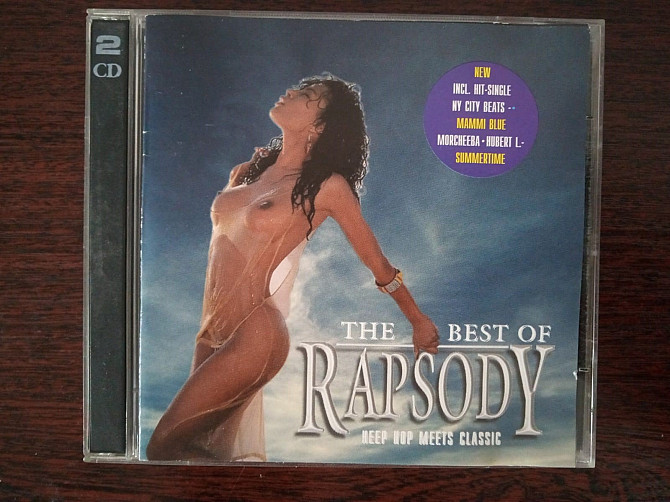 2
CD
NEW
INCL. HIT-SINGLE
NY CITY BEATS --
MAMMI BLUE
MORCHEEBA - HUBERT L.-
SUMMERTIME
THE BEST OF
RAPSODY
HEEP HOP MEETS CLASSIC